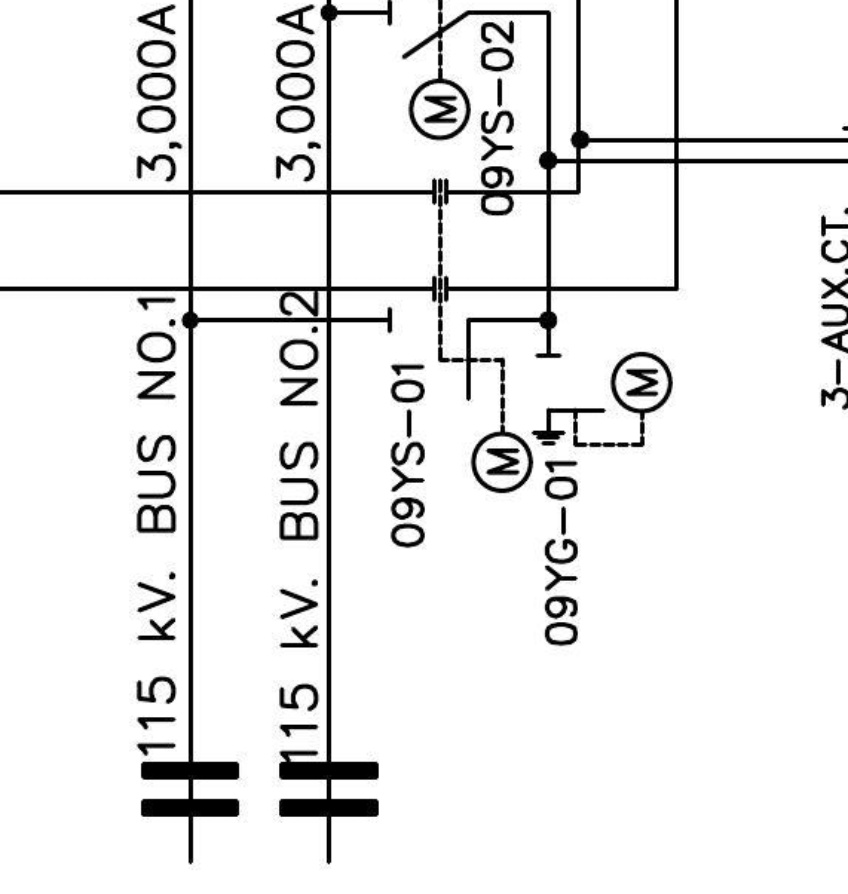 115 kV. BUS NO.1 3,000A
115 kV. BUS NO.2 3,000A
09YS-01
09YS-02
M
M
09YG-01
M
3-AUX.CT.